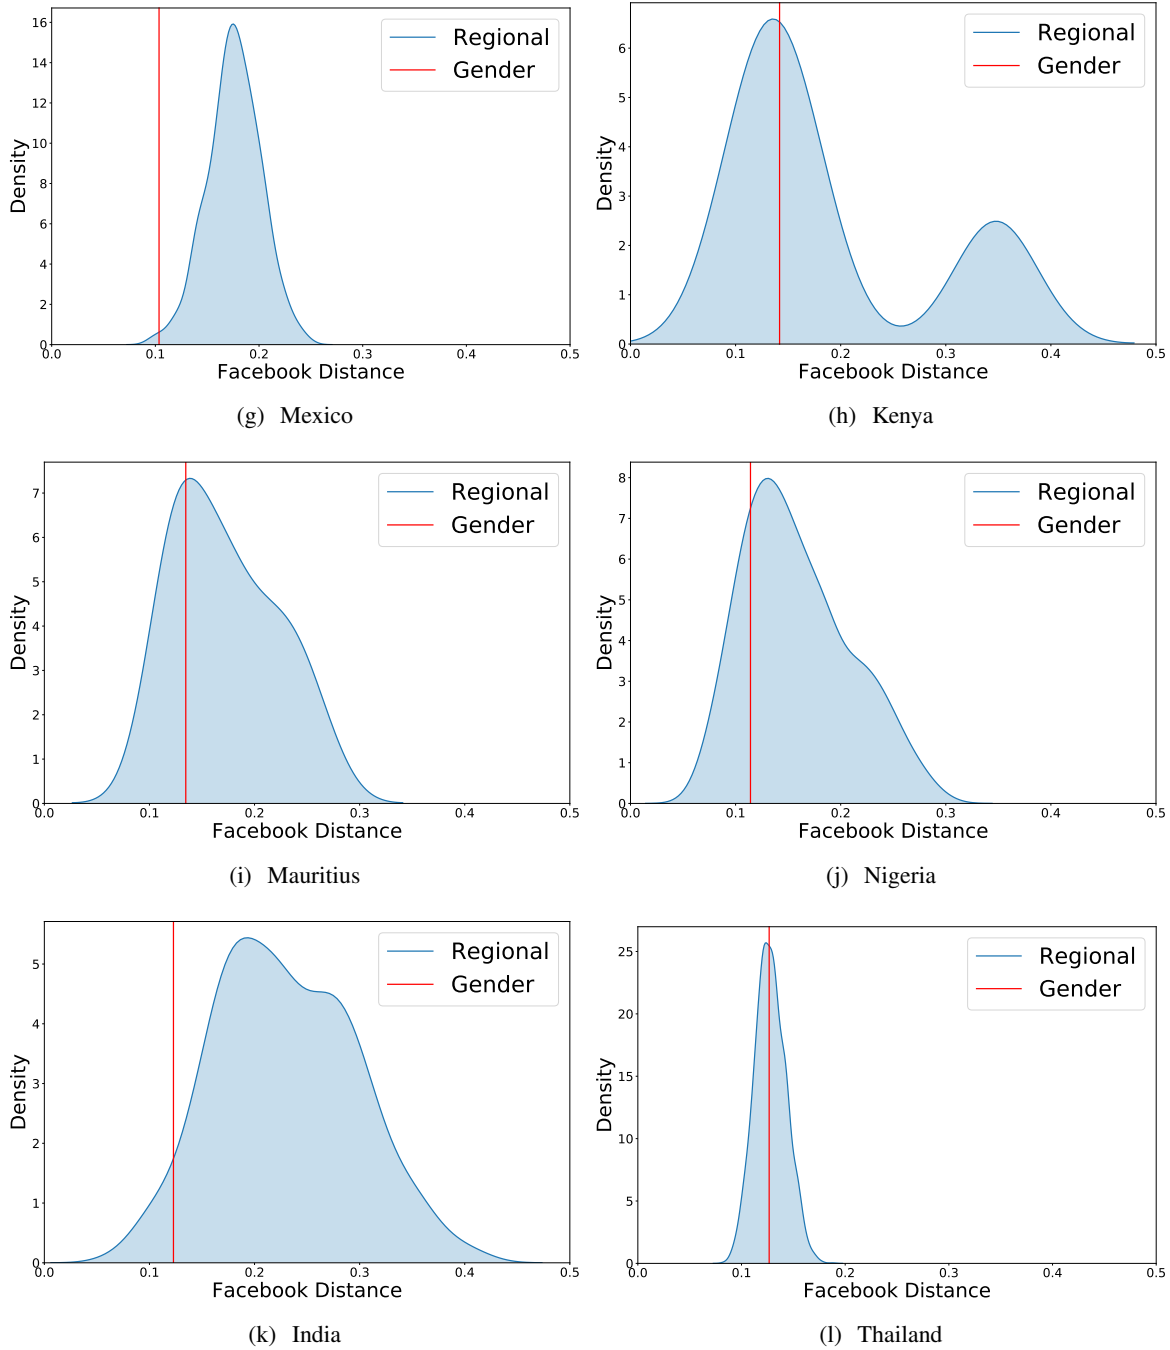 16
14
12
10
8
6
4
2
0
Density
0.0 0.1 0.2 0.3 0.4 0.5
Facebook Distance
Regional
Gender
(g) Mexico
6
5
4
3
2
1
0
Density
0.0 0.1 0.2 0.3 0.4 0.5
Facebook Distance
Regional
Gender
(h) Kenya
7
6
5
4
3
2
1
0
Density
0.0 0.1 0.2 0.3 0.4 0.5
Facebook Distance
Regional
Gender
(i) Mauritius
8
7
6
5
4
3
2
1
0
Density
0.0 0.1 0.2 0.3 0.4 0.5
Facebook Distance
Regional
Gender
(j) Nigeria
5
4
3
2
1
0
Density
0.0 0.1 0.2 0.3 0.4 0.5
Facebook Distance
Regional
Gender
(k) India
25
20
15
10
5
0
Density
0.0 0.1 0.2 0.3 0.4 0.5
Facebook Distance
Regional
Gender
(l) Thailand